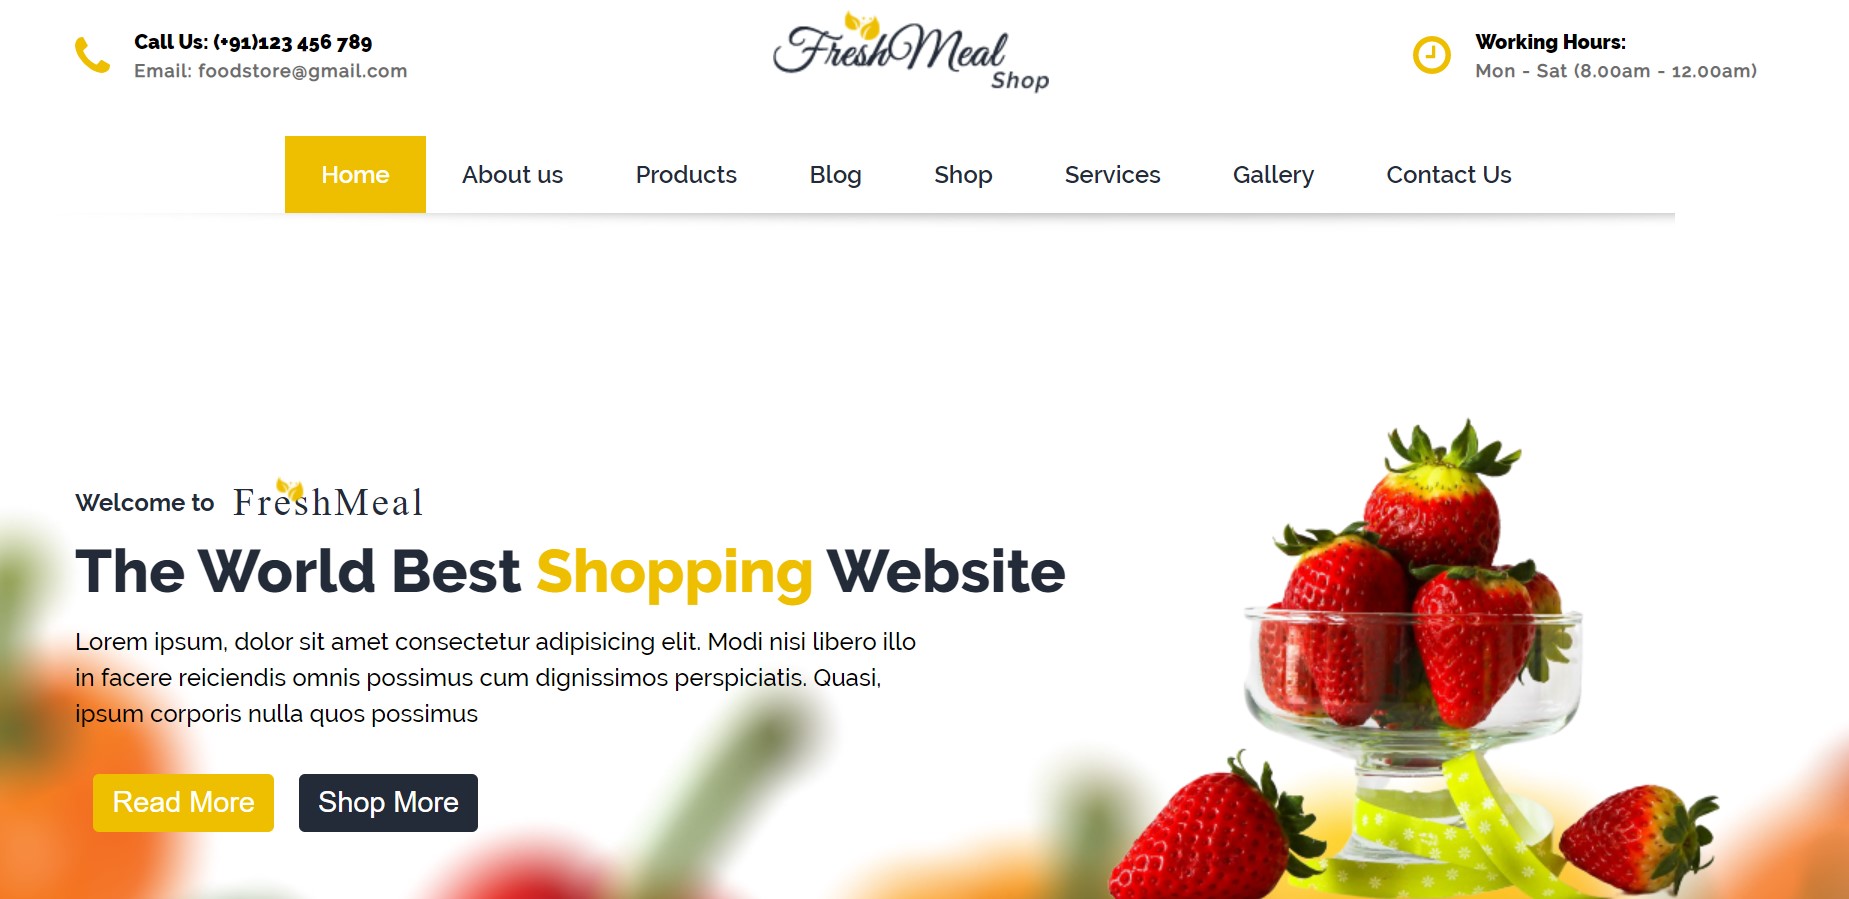 Call Us: (+91)123 456 789
Email: foodstore@gmail.com
FreshMeal
Shop
Working Hours:
Mon - Sat (8.00am - 12.00am)
Home About us Products Blog Shop Services Gallery Contact Us
Welcome to FreshMeal
The World Best Shopping Website
Lorem ipsum, dolor sit amet consectetur adipisicing elit. Modi nisi libero illo
in facere reiciendis omnis possimus cum dignissimos perspiciatis. Quasi,
ipsum corporis nulla quos possimus
Read More Shop More